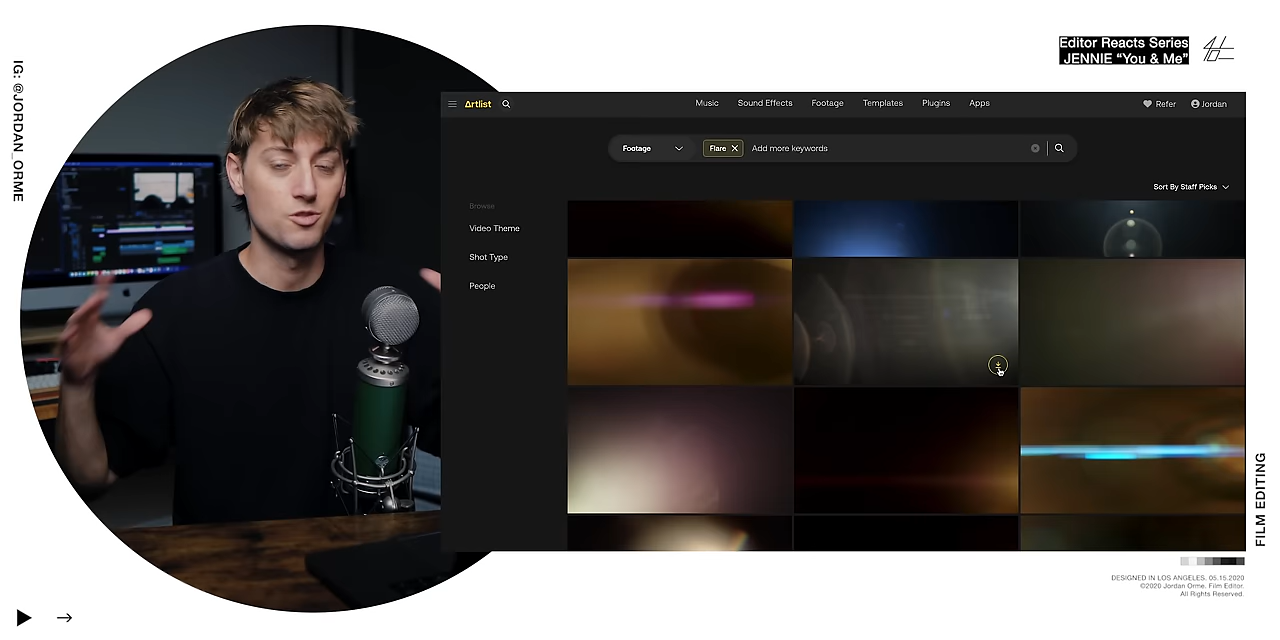 IG: @JORDAN_ORME
Editor Reacts Series
JENNIE “You & Me”
Artlist
Music
Sound Effects
Footage
Templates
Plugins
Apps
Refer
Jordan
Footage
Flare
Add more keywords
Sort By Staff Picks
Browse
Video Theme
Shot Type
People
FILM EDITING
DESIGNED IN LOS ANGELES. 05.15.2020
©2020 Jordan Orme. Film Editor.
All Rights Reserved.